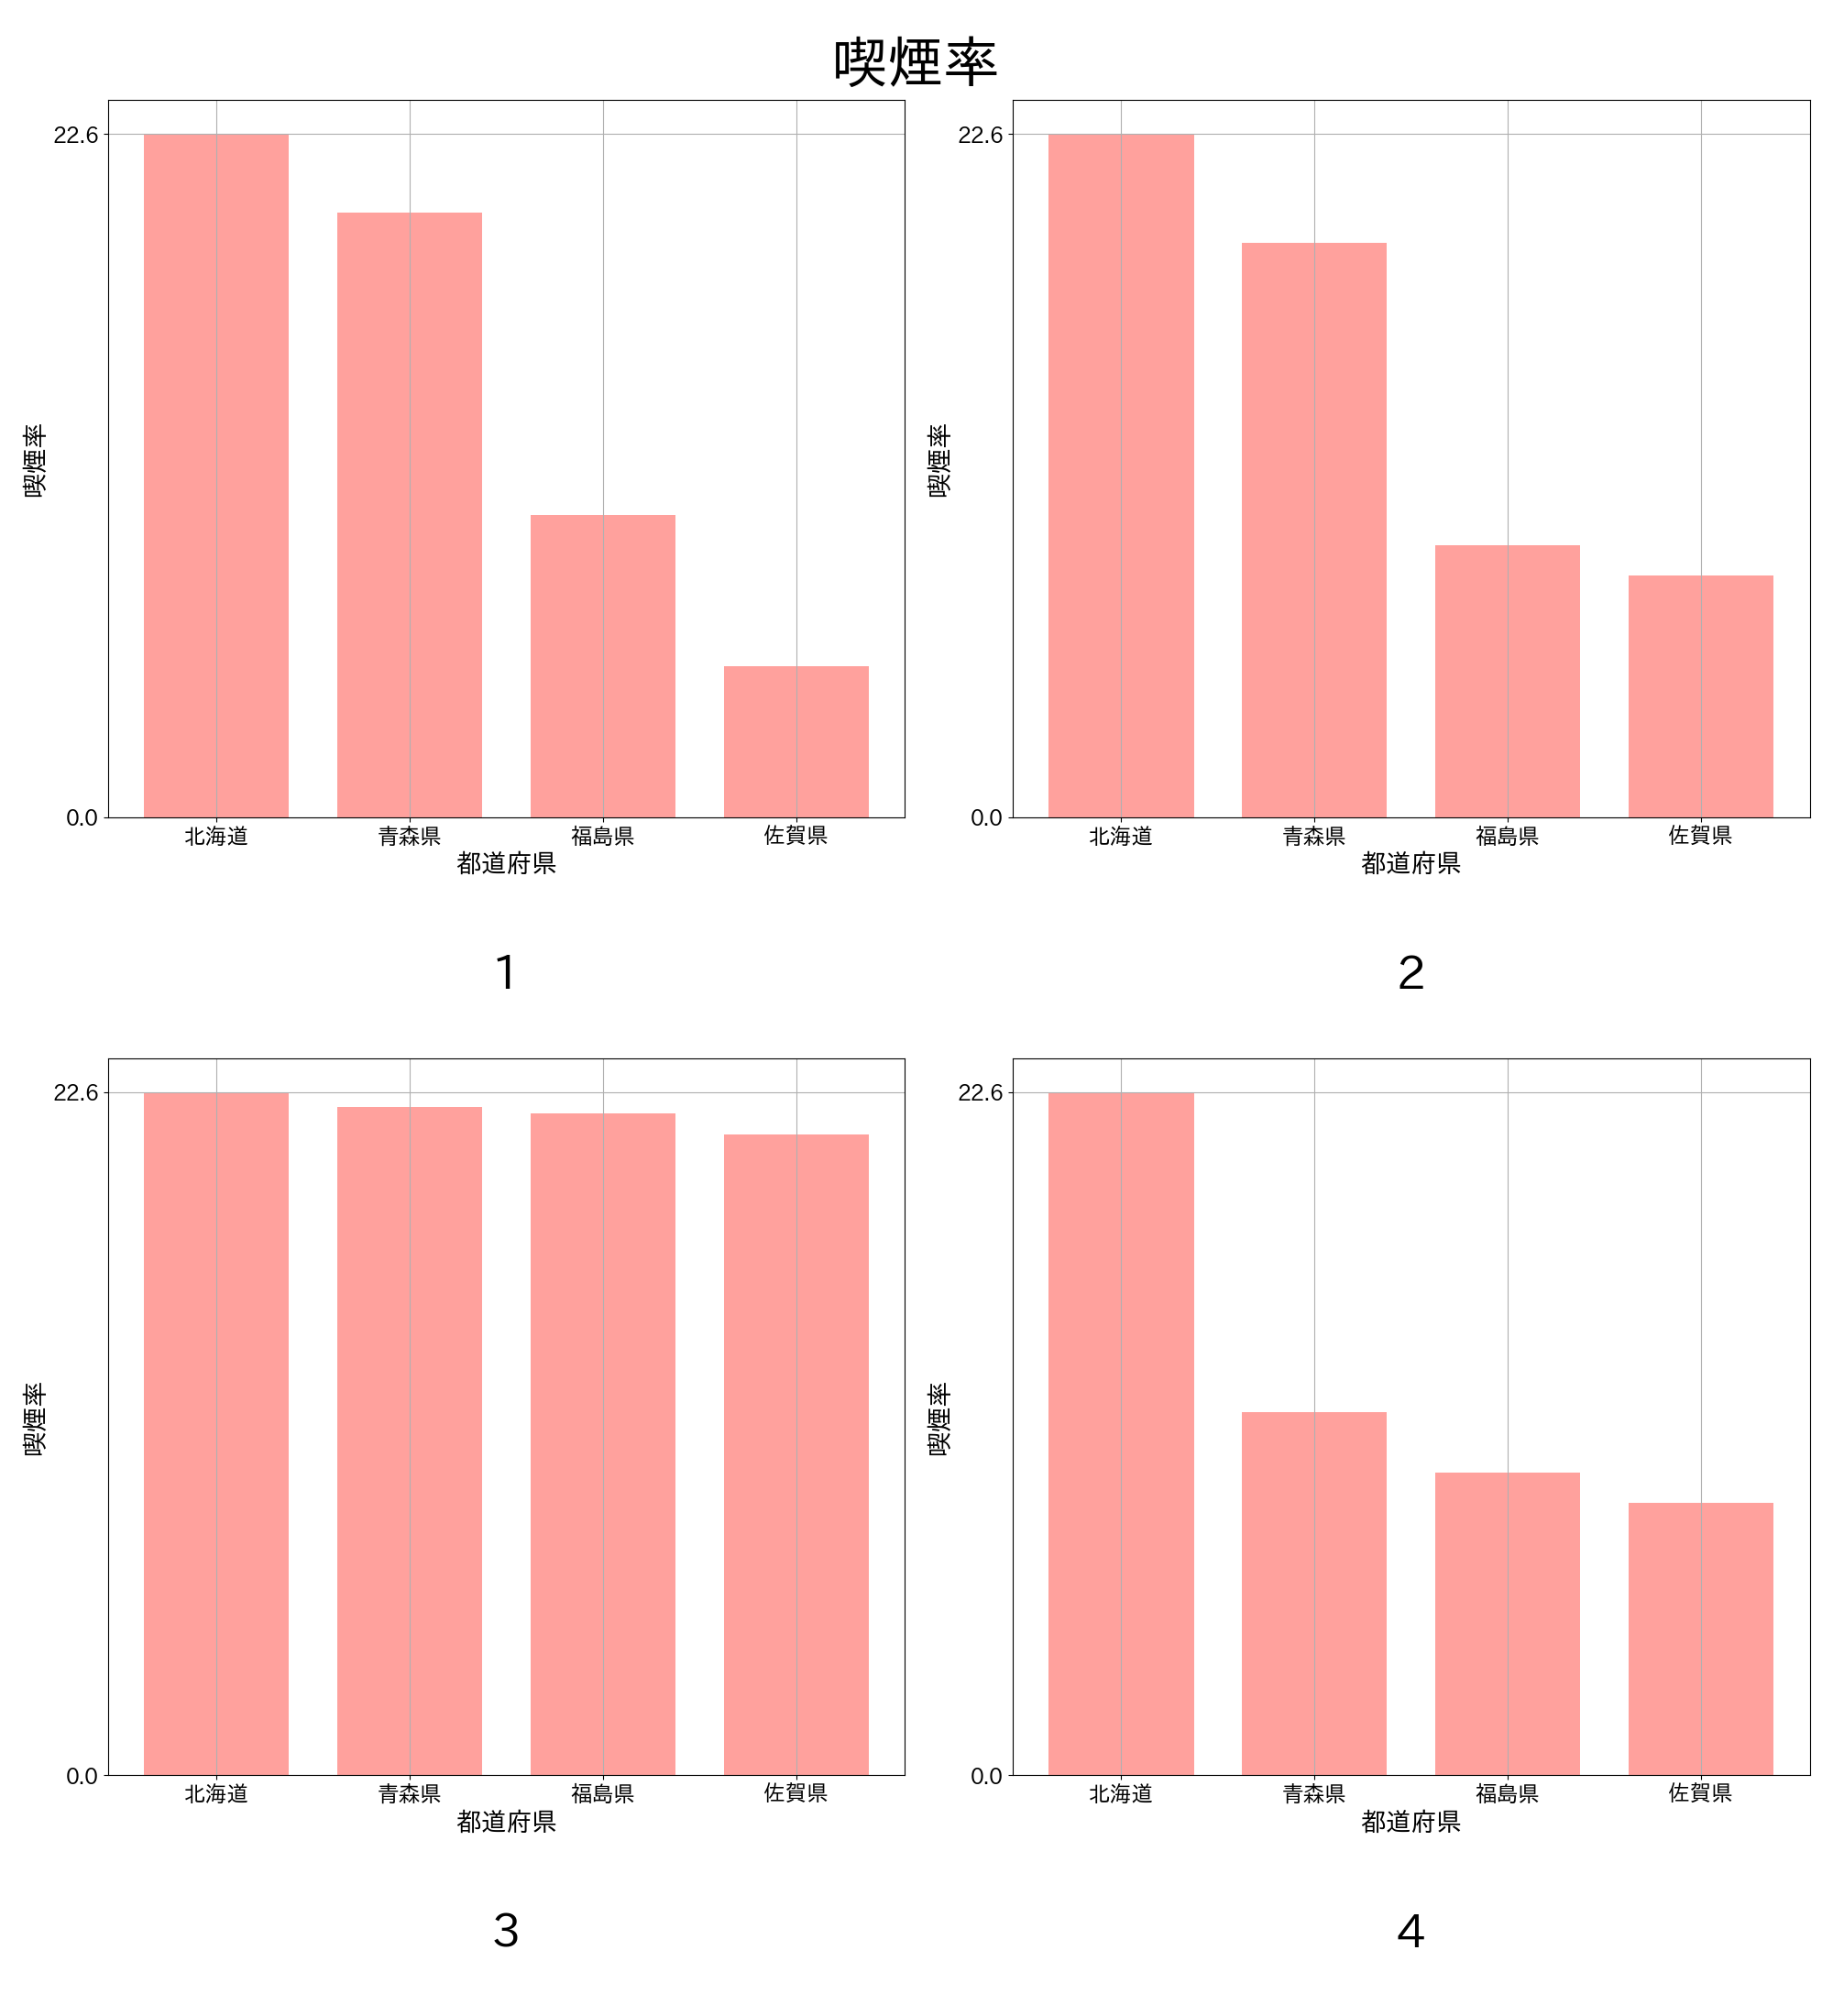 喫煙率
22.6
0.0
喫煙率
北海道 青森県 福島県 佐賀県
都道府県
1
22.6
0.0
喫煙率
北海道 青森県 福島県 佐賀県
都道府県
2
22.6
0.0
喫煙率
北海道 青森県 福島県 佐賀県
都道府県
3
22.6
0.0
喫煙率
北海道 青森県 福島県 佐賀県
都道府県
4